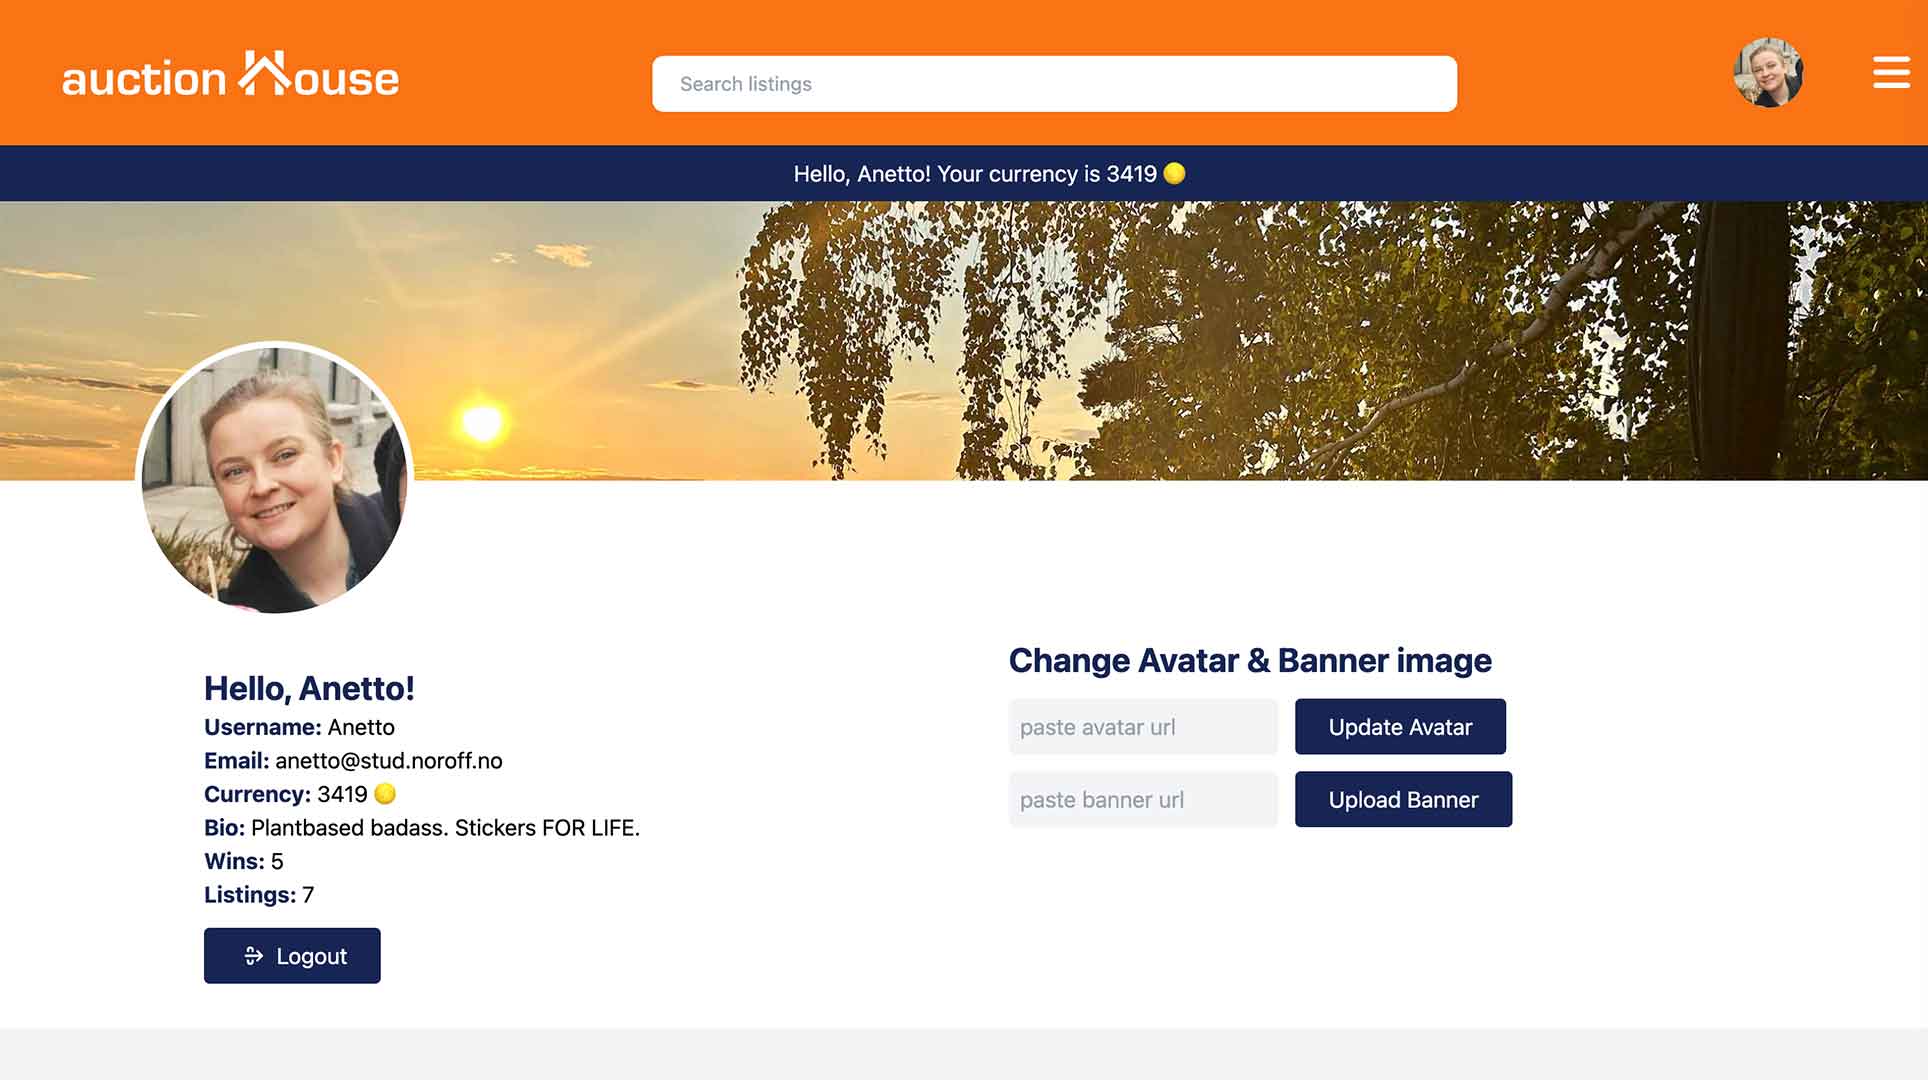 auction House
Search listings
Hello, Anetto! Your currency is 3419
Hello, Anetto!
Username: Anetto
Email: anetto@stud.noroff.no
Currency: 3419
Bio: Plantbased badass. Stickers FOR LIFE.
Wins: 5
Listings: 7
Logout
Change Avatar & Banner image
paste avatar url
Update Avatar
paste banner url
Upload Banner